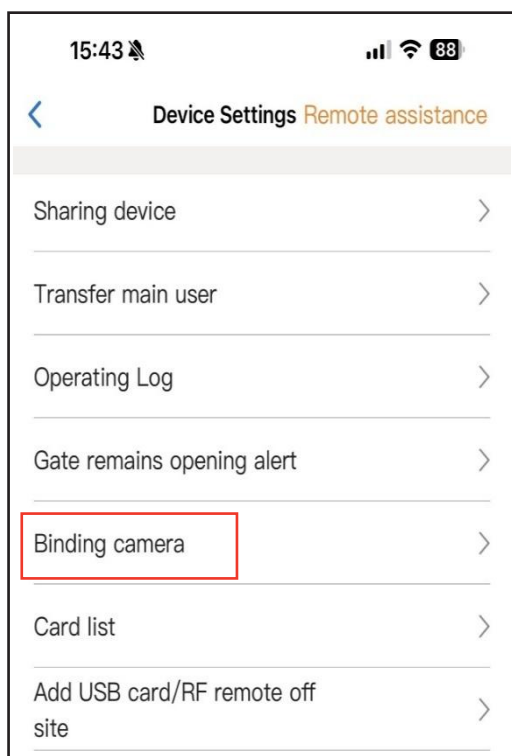 15:43 88
Device Settings Remote assistance
Sharing device
Transfer main user
Operating Log
Gate remains opening alert
Binding camera
Card list
Add USB card/RF remote off
site